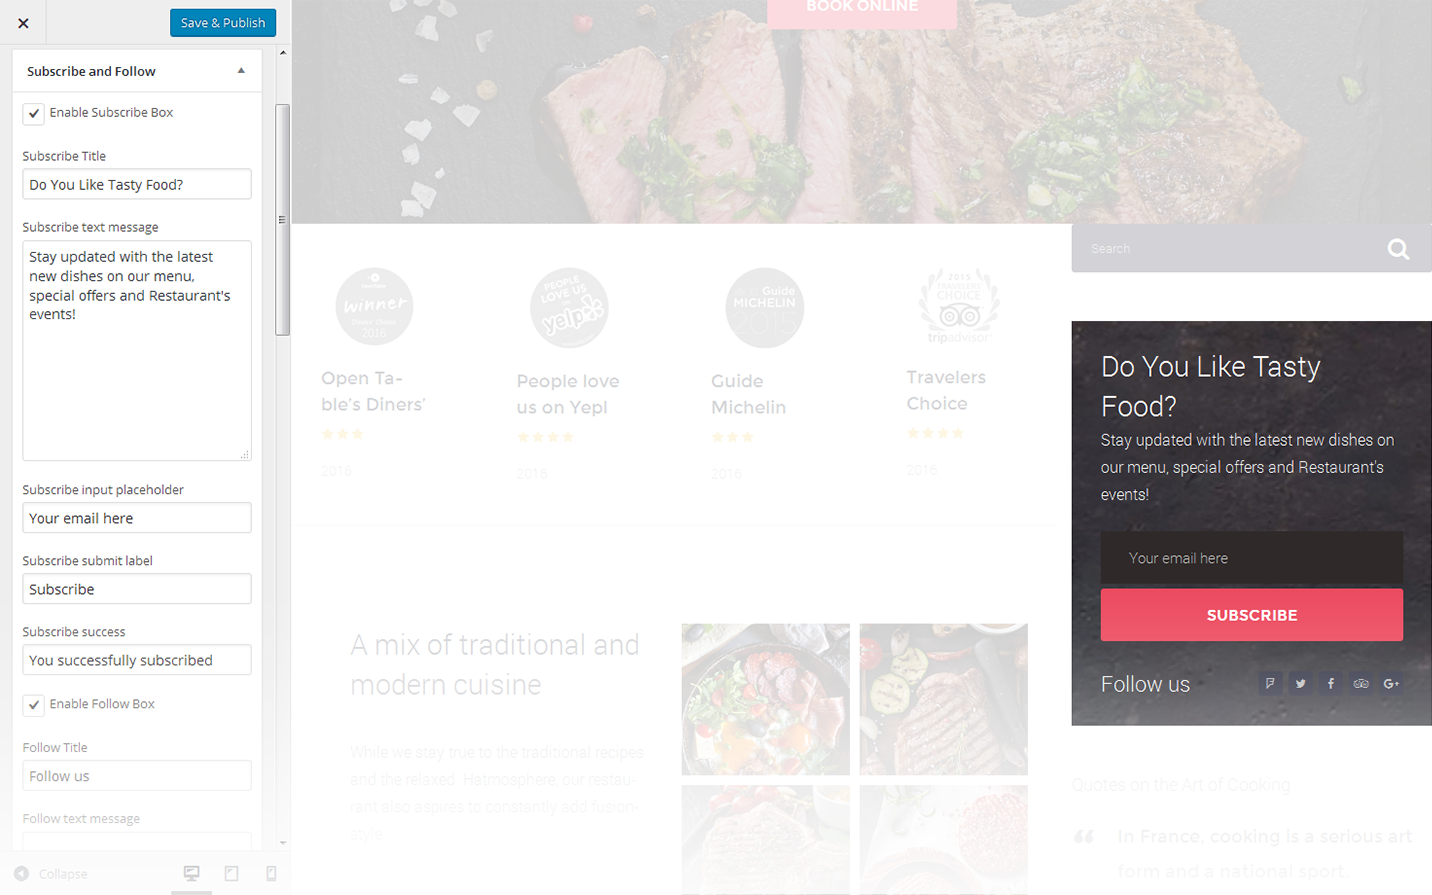 Save & Publish
Subscribe and Follow
Enable Subscribe Box
Subscribe Title
Do You Like Tasty Food?
Subscribe text message
Stay updated with the latest
new dishes on our menu,
special offers and Restaurant's
events!
Subscribe input placeholder
Your email here
Subscribe submit label
Subscribe
Subscribe success
You successfully subscribed
Enable Follow Box
Follow Title
Follow us
Follow text message
Collapse
BOOK ONLINE
Search
winner
2016
PEOPLE
LOVE US
ON
yelp
Guide
MICHELIN
2015
2015
TRAVELERS'
CHOICE
tripadvisor
Open Ta-
ble's Diners'
2016
People love
us on Yepl
2016
Guide
Michelin
2016
Travelers
Choice
2016
A mix of traditional and
modern cuisine
While we stay true to the traditional recipes
and the relaxed Hatmosphere, our restau-
rant also aspires to constantly add fusion
style.
Do You Like Tasty
Food?
Stay updated with the latest new dishes on
our menu, special offers and Restaurant's
events!
Your email here
SUBSCRIBE
Follow us
G+
Quotes on the Art of Cooking
In France, cooking is a serious art
form and a national sport.